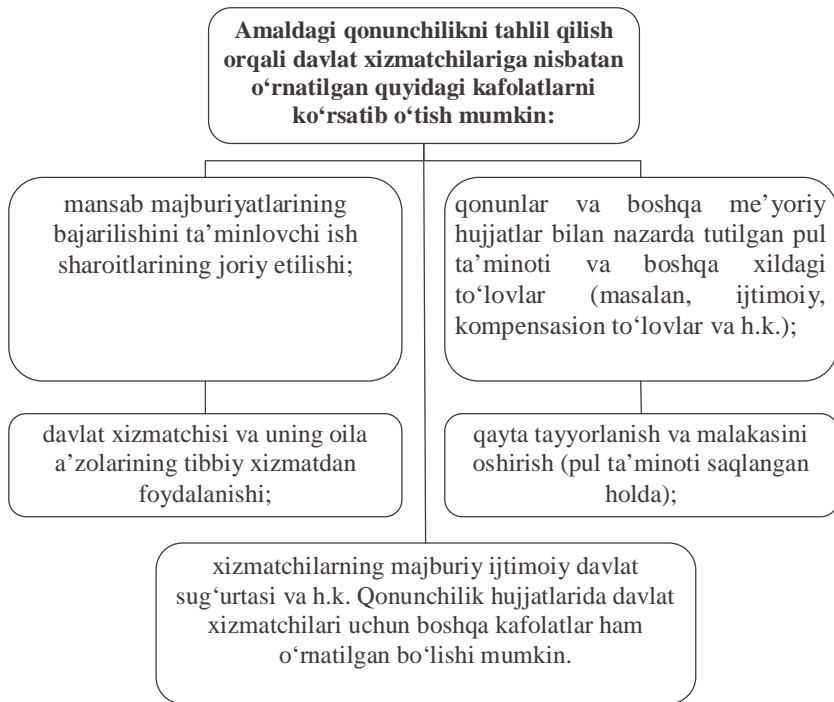 Amaldagi qonunchilikni tahlil qilish
orqali davlat xizmatchilariga nisbatan
o‘rnatilgan quyidagi kafolatlarni
ko‘rsatib o‘tish mumkin:
mansab majburiyatlarining
bajarilishini ta’minlovchi ish
sharoitlarining joriy etilishi;
qonunlar va boshqa me’yoriy
hujjatlar bilan nazarda tutilgan pul
ta’minoti va boshqa xildagi
to‘lovlar (masalan, ijtimoiy,
kompensasion to‘lovlar va h.k.);
davlat xizmatchisi va uning oila
a’zolarining tibbiy xizmatdan
foydalanishi;
qayta tayyorlanish va malakasini
oshirish (pul ta’minoti saqlangan
holda);
xizmatchilarning majburiy ijtimoiy davlat
sug‘urtasi va h.k. Qonunchilik hujjatlarida davlat
xizmatchilari uchun boshqa kafolatlar ham
o‘rnatilgan bo‘lishi mumkin.